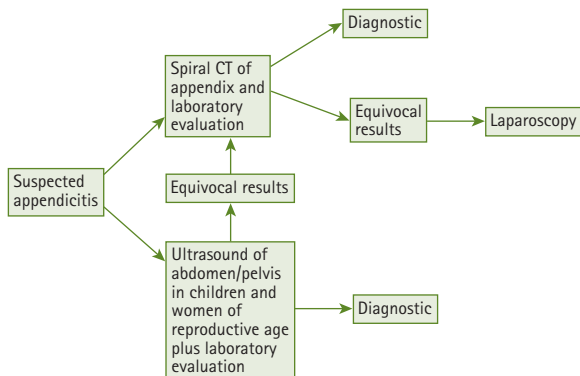 Diagnostic
Spiral CT of
appendix and
laboratory
evaluation
Equivocal
results
Laparoscopy
Suspected
appendicitis
Equivocal results
Ultrasound of
abdomen/pelvis
in children and
women of
reproductive age
plus laboratory
evaluation
Diagnostic